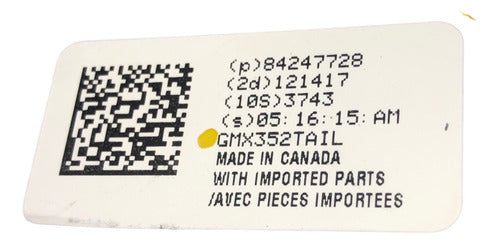 (p)84247728
(2d)121417
(10S)3743
(s)05:16:15:AM
GMX352TAIL
MADE IN CANADA
WITH IMPORTED PARTS
/AVEC PIECES IMPORTEES